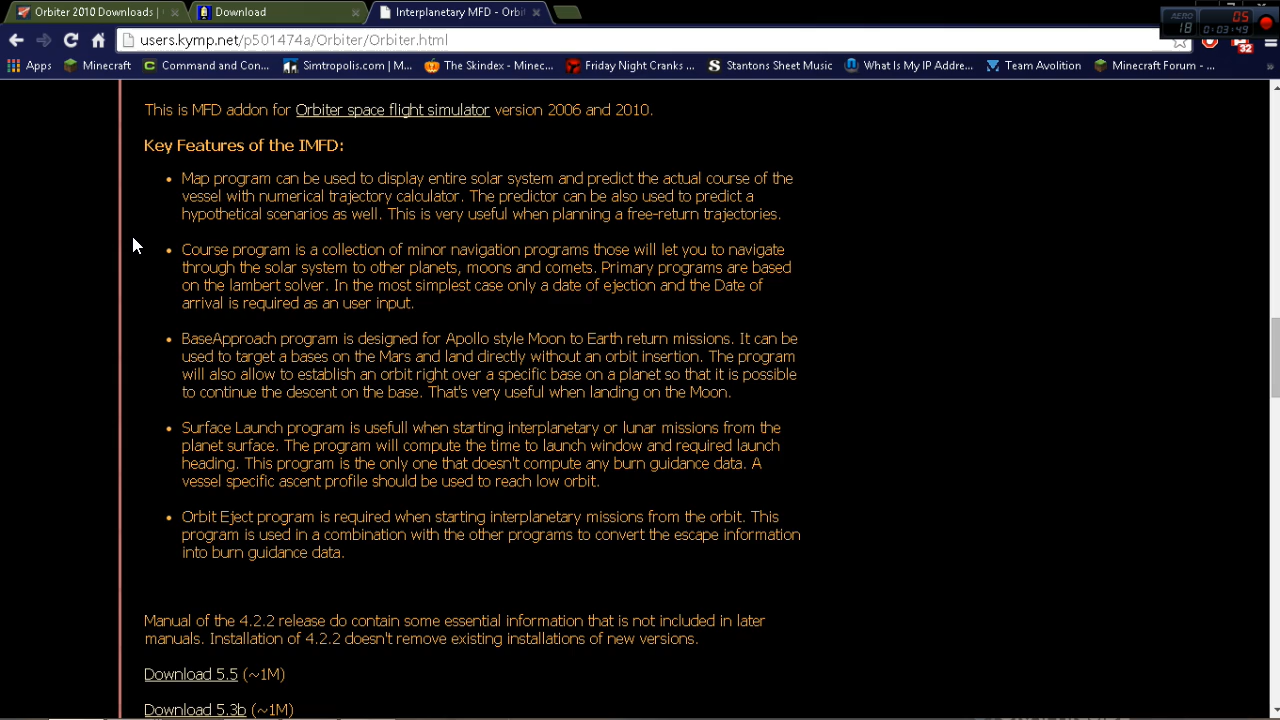 Orbiter 2010 Downloads |
Download
Interplanetary MFD - Orbi
AERO
18
05
0:03:49
users.kymp.net/p501474a/Orbiter/Orbiter.html
32
Apps
Minecraft
Command and Con...
Simtropolis.com | M...
The Skindex - Minec...
Friday Night Cranks ...
Stantons Sheet Music
What Is My IP Addre...
Team Avolition
Minecraft Forum - ...
This is MFD addon for Orbiter space flight simulator version 2006 and 2010.
Key Features of the IMFD:
Map program can be used to display entire solar system and predict the actual course of the
vessel with numerical trajectory calculator. The predictor can be also used to predict a
hypothetical scenarios as well. This is very useful when planning a free-return trajectories.
Course program is a collection of minor navigation programs those will let you to navigate
through the solar system to other planets, moons and comets. Primary programs are based
on the lambert solver. In the most simplest case only a date of ejection and the Date of
arrival is required as an user input.
BaseApproach program is designed for Apollo style Moon to Earth return missions. It can be
used to target a bases on the Mars and land directly without an orbit insertion. The program
will also allow to establish an orbit right over a specific base on a planet so that it is possible
to continue the descent on the base. That's very useful when landing on the Moon.
Surface Launch program is usefull when starting interplanetary or lunar missions from the
planet surface. The program will compute the time to launch window and required launch
heading. This program is the only one that doesn't compute any burn guidance data. A
vessel specific ascent profile should be used to reach low orbit.
Orbit Eject program is required when starting interplanetary missions from the orbit. This
program is used in a combination with the other programs to convert the escape information
into burn guidance data.
Manual of the 4.2.2 release do contain some essential information that is not included in later
manuals. Installation of 4.2.2 doesn't remove existing installations of new versions.
Download 5.5 (~1M)
Download 5.3b (~1M)